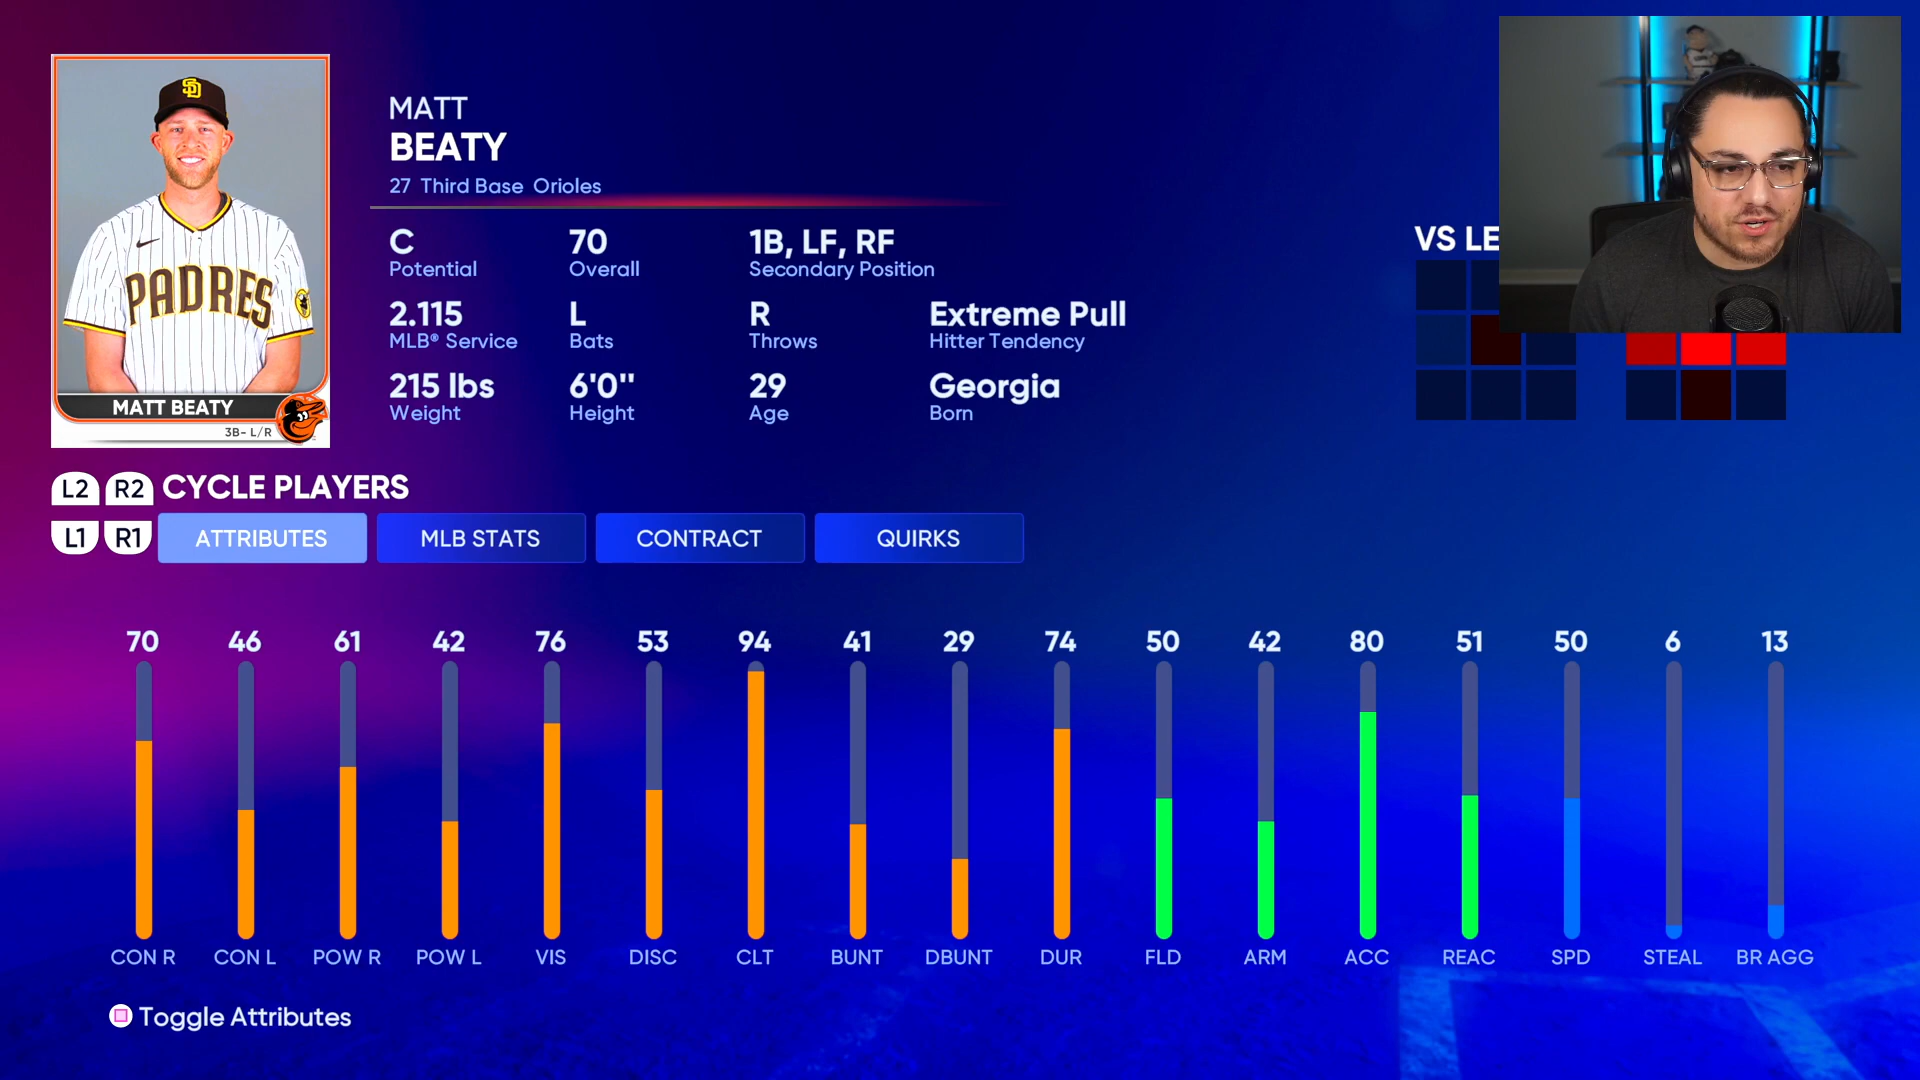 SD
PADRES
MATT BEATY
3B- L/R
MATT
BEATY
27 Third Base Orioles
C
Potential
70
Overall
1B, LF, RF
Secondary Position
2.115
MLB® Service
L
Bats
R
Throws
Extreme Pull
Hitter Tendency
215 lbs
Weight
6'0"
Height
29
Age
Georgia
Born
VS LE
L2 R2 CYCLE PLAYERS
L1 R1 ATTRIBUTES MLB STATS CONTRACT QUIRKS
70 46 61 42 76 53 94 41 29 74 50 42 80 51 50 6 13
CON R CON L POW R POW L VIS DISC CLT BUNT DBUNT DUR FLD ARM ACC REAC SPD STEAL BR AGG
Toggle Attributes